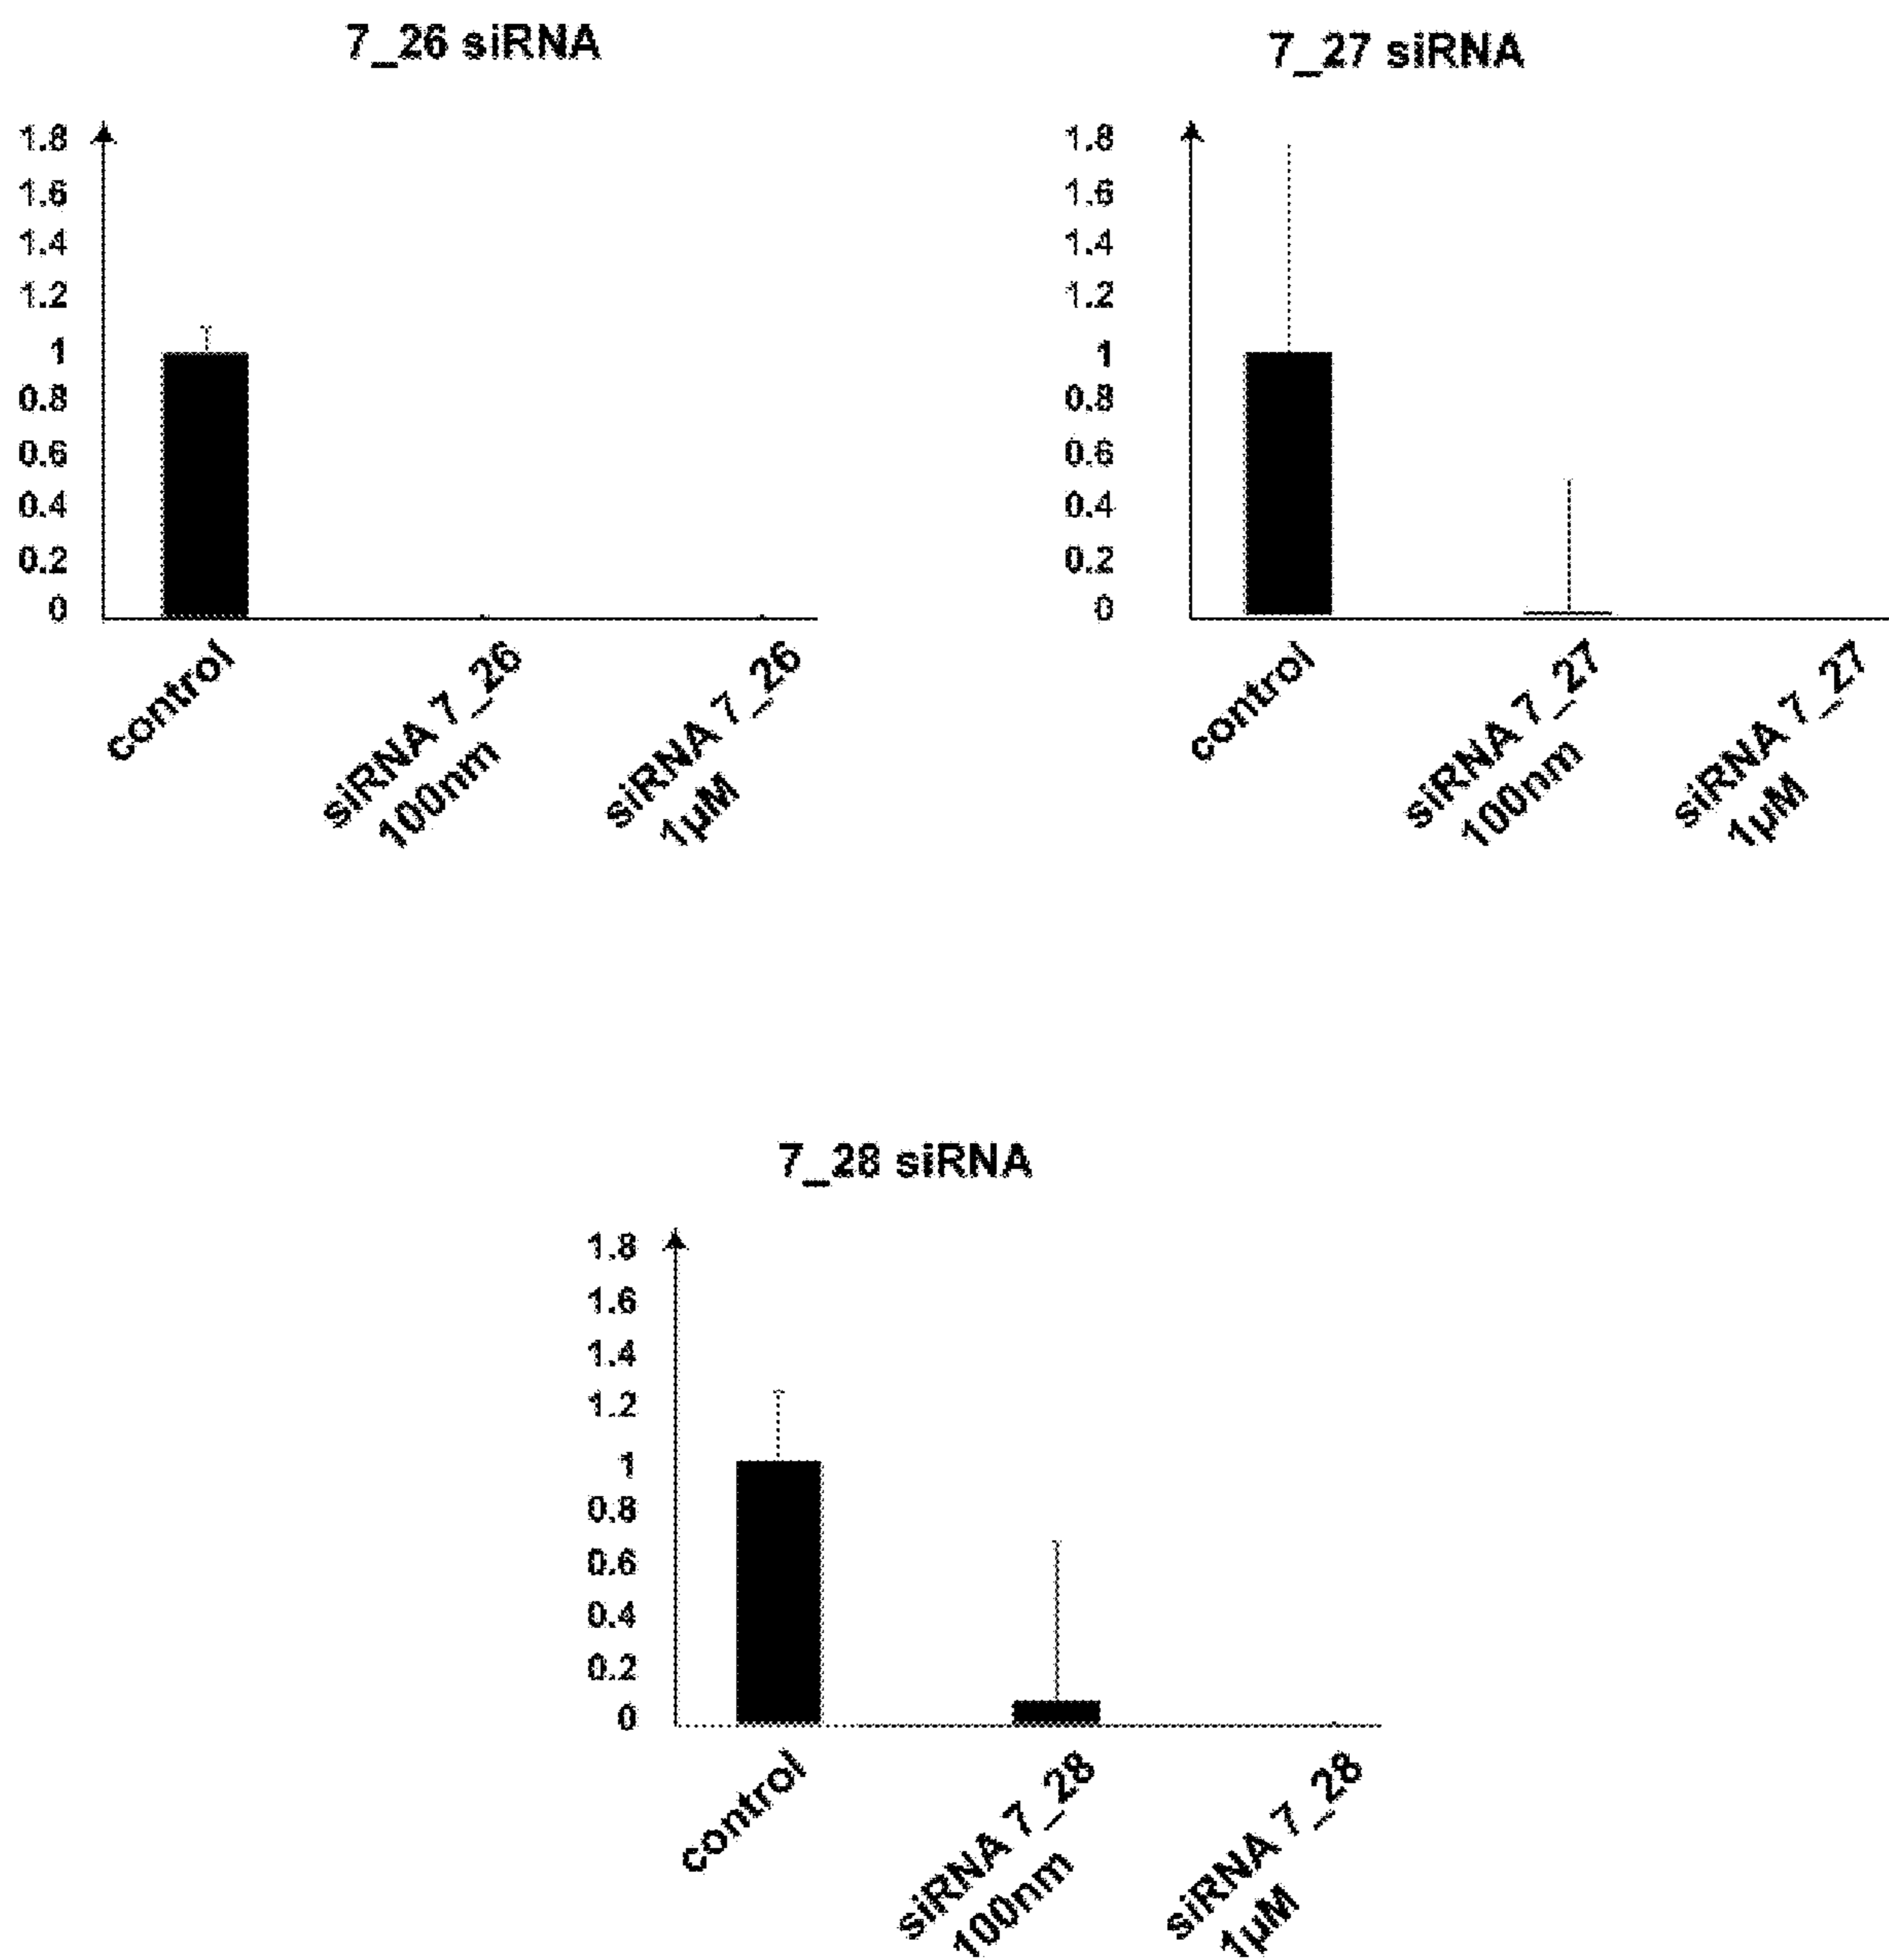 7_26 siRNA
1.8
1.6
1.4
1.2
1
0.8
0.6
0.4
0.2
0
control
siRNA 7_26
100nm
siRNA 7_26
1µM
7_27 siRNA
1.8
1.6
1.4
1.2
1
0.8
0.6
0.4
0.2
0
control
siRNA 7_27
100nm
siRNA 7_27
1µM
7_28 siRNA
1.8
1.6
1.4
1.2
1
0.8
0.6
0.4
0.2
0
control
siRNA 7_28
100nm
siRNA 7_28
1µM